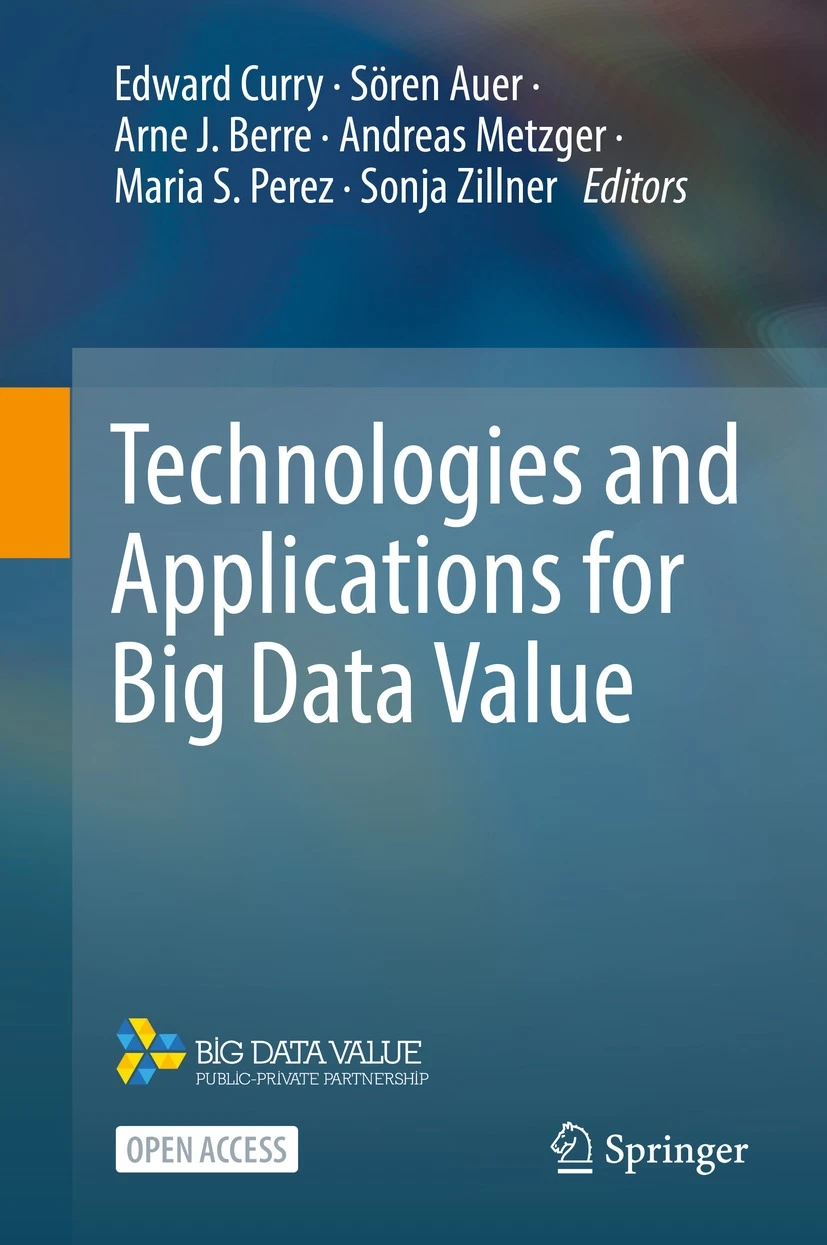 Edward Curry · Sören Auer ·
Arne J. Berre · Andreas Metzger ·
Maria S. Perez · Sonja Zillner Editors
Technologies and
Applications for
Big Data Value
BIG DATA VALUE
PUBLIC-PRIVATE PARTNERSHIP
OPEN ACCESS
Springer